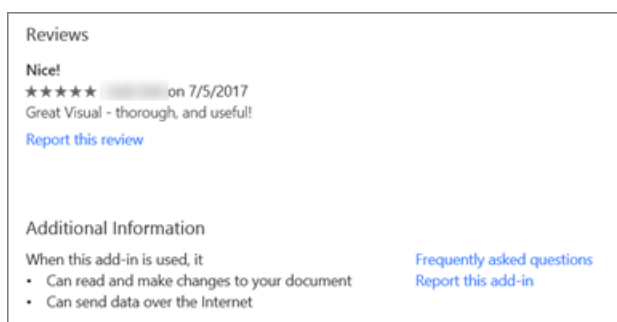 Reviews
Nice!
★★★★★ on 7/5/2017
Great Visual - thorough, and useful!
Report this review
Additional Information
When this add-in is used, it
• Can read and make changes to your document
• Can send data over the Internet
Frequently asked questions
Report this add-in